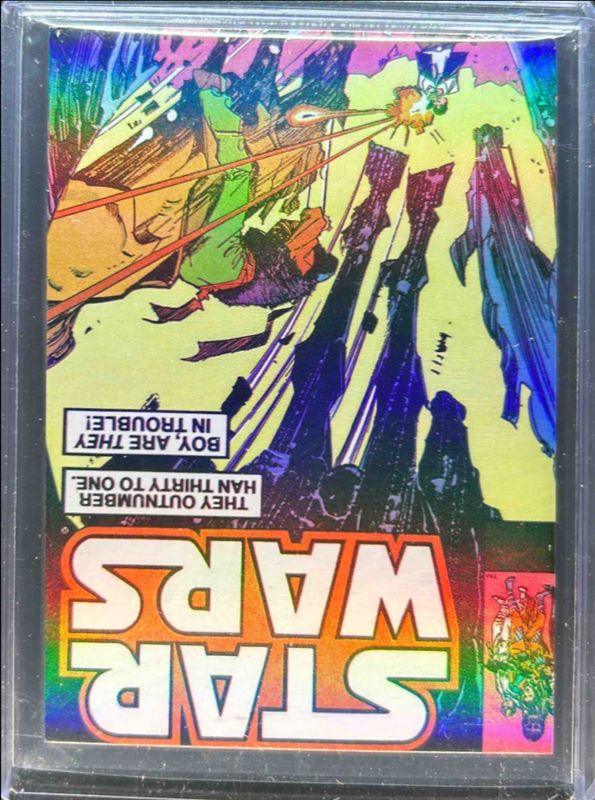 STAR
WARS
THEY OUTNUMBER
HAN THIRTY TO ONE.
BOY, ARE THEY
IN TROUBLE!